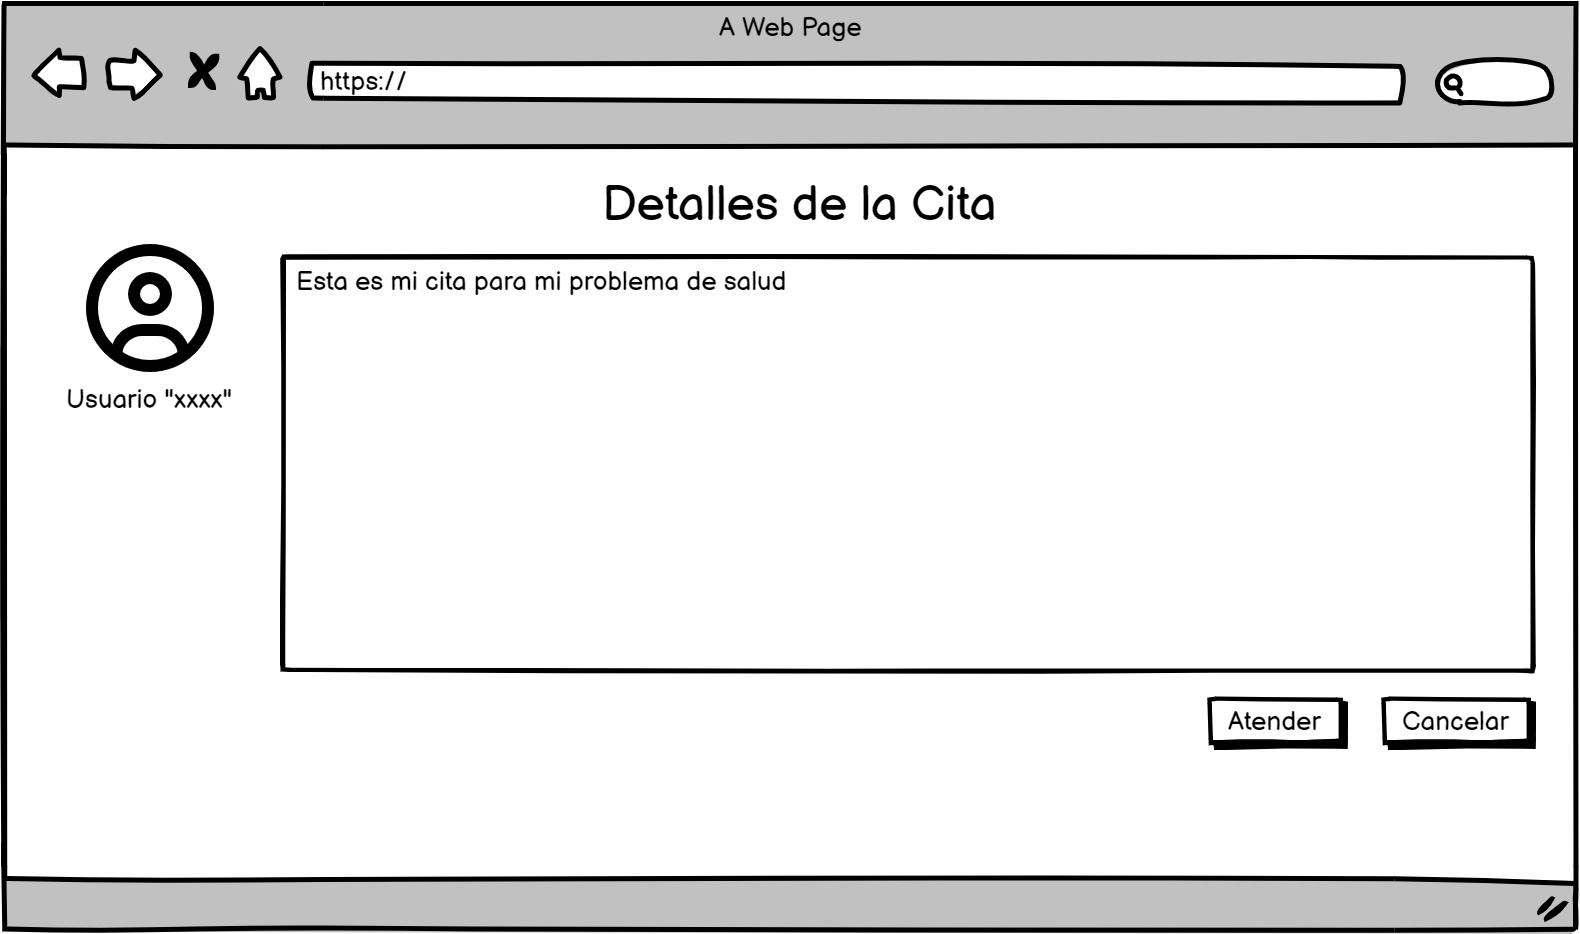 A Web Page
https://
Detalles de la Cita
Esta es mi cita para mi problema de salud
Usuario "xxxx"
Atender
Cancelar